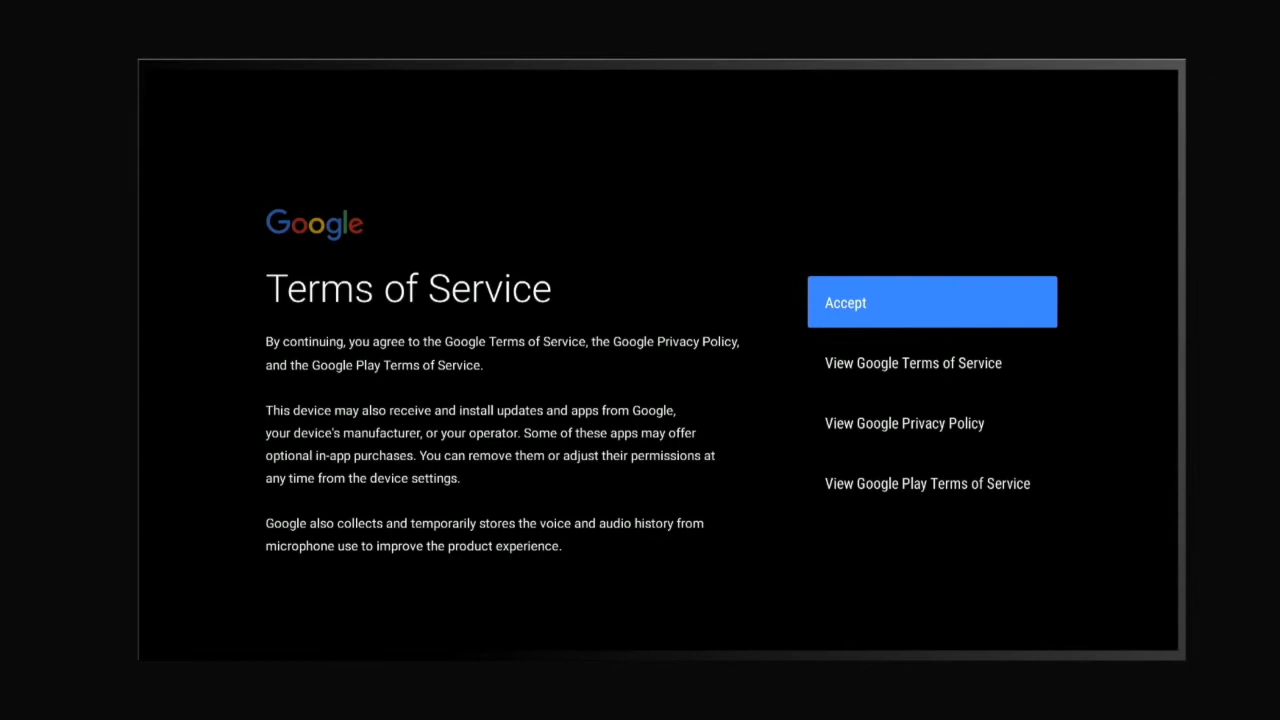 Google
Terms of Service
By continuing, you agree to the Google Terms of Service, the Google Privacy Policy,
and the Google Play Terms of Service.
This device may also receive and install updates and apps from Google,
your device's manufacturer, or your operator. Some of these apps may offer
optional in-app purchases. You can remove them or adjust their permissions at
any time from the device settings.
Google also collects and temporarily stores the voice and audio history from
microphone use to improve the product experience.
Accept
View Google Terms of Service
View Google Privacy Policy
View Google Play Terms of Service